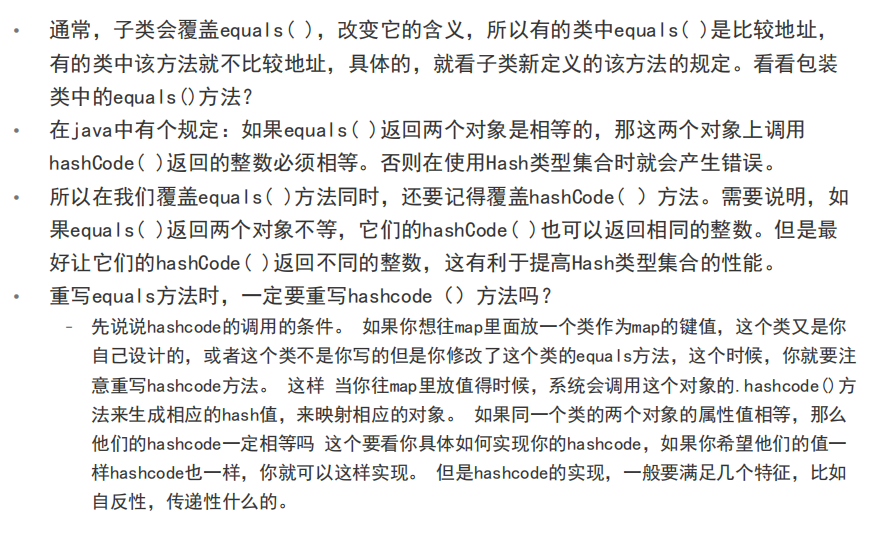 • 通常，子类会覆盖equals( )，改变它的含义，所以有的类中equals( )是比较地址，
有的类中该方法就不比较地址，具体的，就看子类新定义的该方法的规定。看看包装
类中的equals()方法？
• 在java中有个规定：如果equals( )返回两个对象是相等的，那这两个对象上调用
hashCode( )返回的整数必须相等。否则在使用Hash类型集合时就会产生错误。
• 所以在我们覆盖equals( )方法同时，还要记得覆盖hashCode( ) 方法。需要说明，如
果equals( )返回两个对象不等，它们的hashCode( )也可以返回相同的整数。但是最
好让它们的hashCode( )返回不同的整数，这有利于提高Hash类型集合的性能。
• 重写equals方法时，一定要重写hashcode（）方法吗？
– 先说说hashcode的调用的条件。 如果你想往map里面放一个类作为map的键值，这个类又是你
自己设计的，或者这个类不是你写的但是你修改了这个类的equals方法，这个时候，你就要注
意重写hashcode方法。 这样 当你往map里放值得时候，系统会调用这个对象的.hashcode()方
法来生成相应的hash值，来映射相应的对象。 如果同一个类的两个对象的属性值相等，那么
他们的hashcode一定相等吗 这个要看你具体如何实现你的hashcode，如果你希望他们的值一
样hashcode也一样，你就可以这样实现。 但是hashcode的实现，一般要满足几个特征，比如
自反性，传递性什么的。